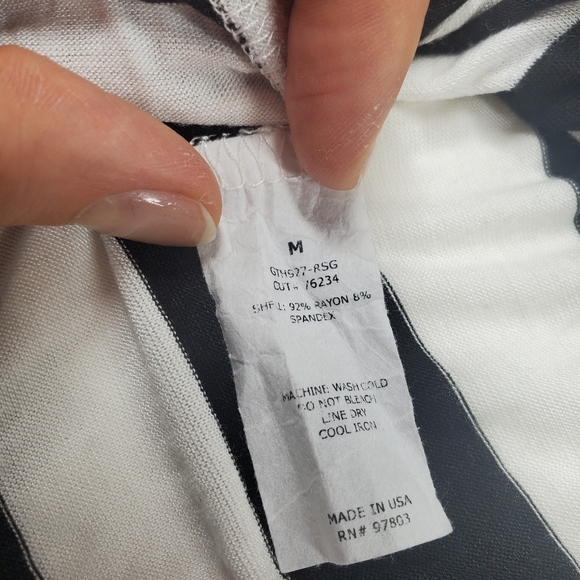 M
GTH927-RSG
CUT# 76234
SHELL: 92% RAYON 8%
SPANDEX
MACHINE WASH COLD
DO NOT BLEACH
LINE DRY
COOL IRON
MADE IN USA
RN# 97803